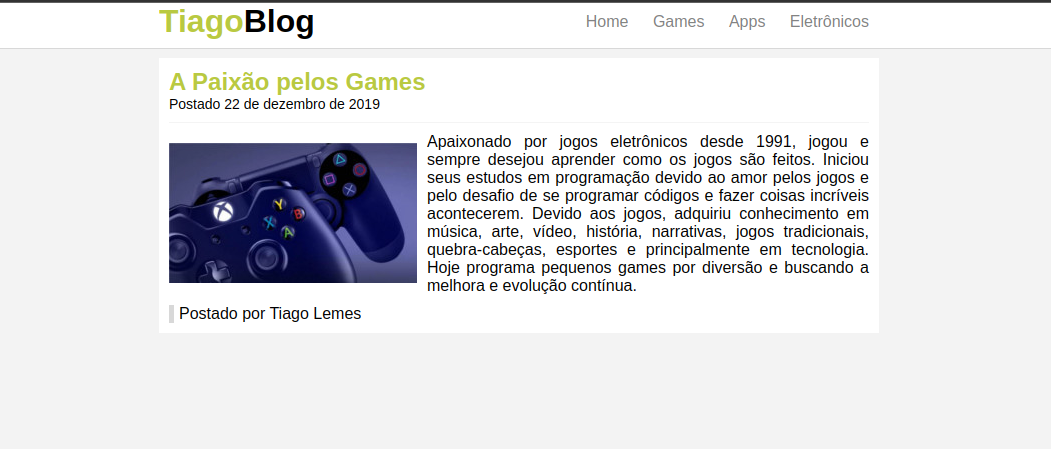 TiagoBlog
Home Games Apps Eletrônicos
A Paixão pelos Games
Postado 22 de dezembro de 2019
Apaixonado por jogos eletrônicos desde 1991, jogou e
sempre desejou aprender como os jogos são feitos. Iniciou
seus estudos em programação devido ao amor pelos jogos e
pelo desafio de se programar códigos e fazer coisas incríveis
acontecerem. Devido aos jogos, adquiriu conhecimento em
música, arte, vídeo, história, narrativas, jogos tradicionais,
quebra-cabeças, esportes e principalmente em tecnologia.
Hoje programa pequenos games por diversão e buscando a
melhora e evolução contínua.
Y
X B
A
Postado por Tiago Lemes